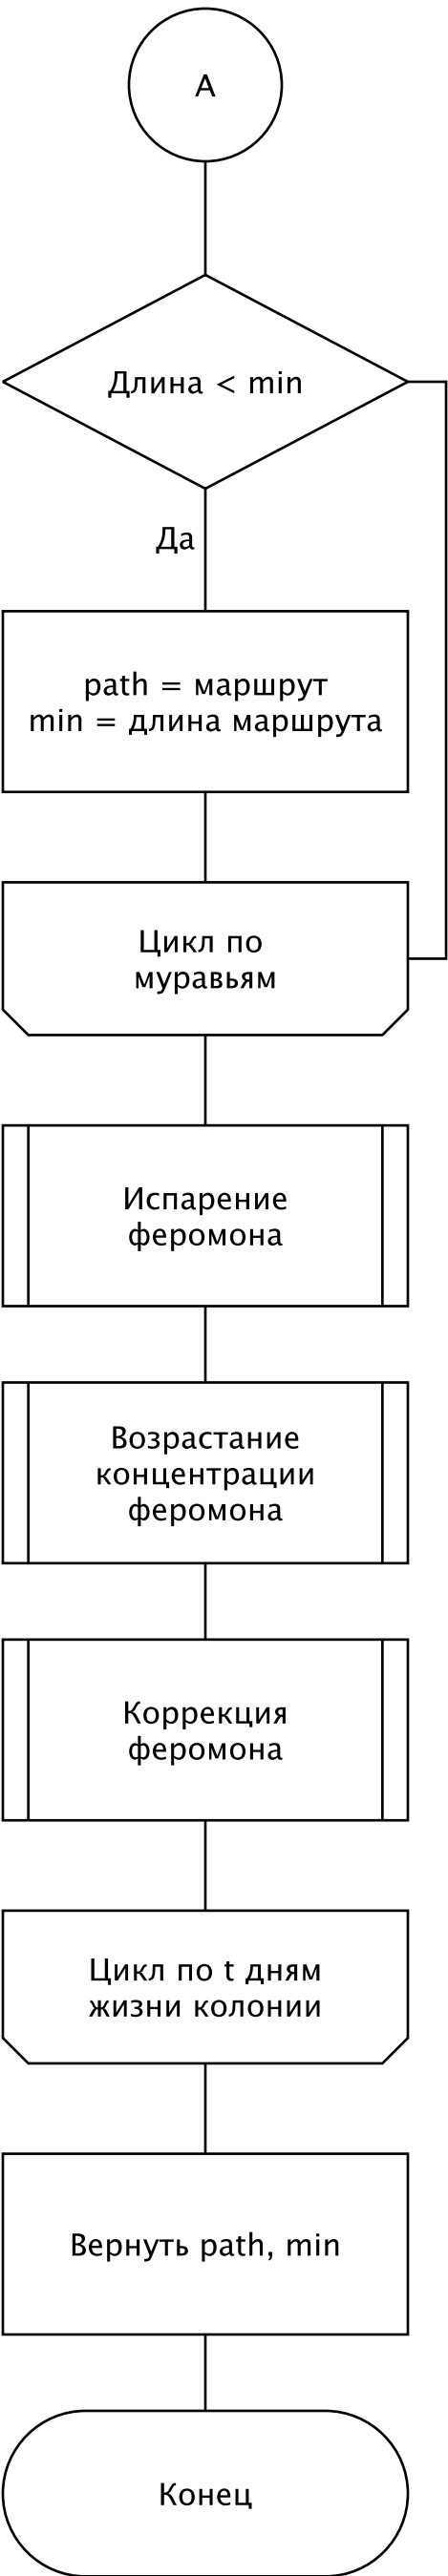 А
Длина < min
Да
path = маршрут
min = длина маршрута
Цикл по
муравьям
Испарение
феромона
Возрастание
концентрации
феромона
Коррекция
феромона
Цикл по t дням
жизни колонии
Вернуть path, min
Конец